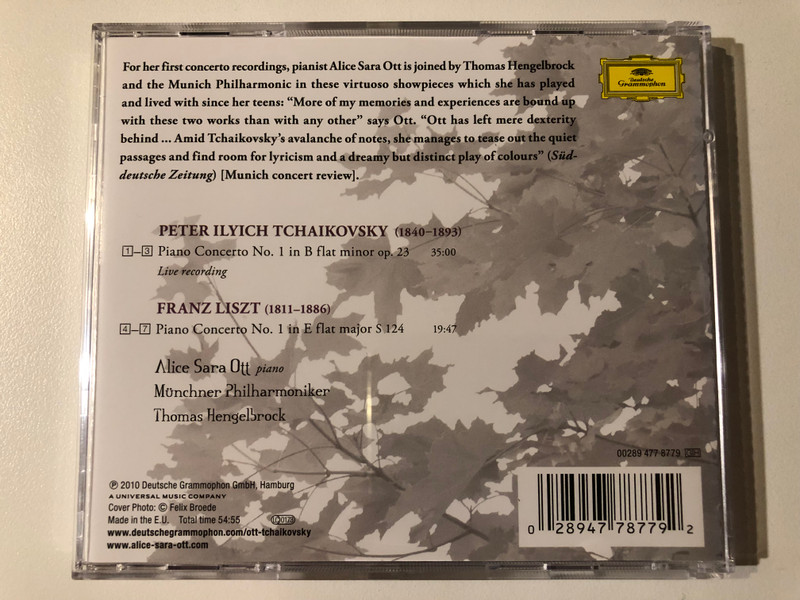 For her first concerto recordings, pianist Alice Sara Ott is joined by Thomas Hengelbrock
and the Munich Philharmonic in these virtuoso showpieces which she has played
and lived with since her teens: “More of my memories and experiences are bound up
with these two works than with any other” says Ott. “Ott has left mere dexterity
behind ... Amid Tchaikovsky’s avalanche of notes, she manages to tease out the quiet
passages and find room for lyricism and a dreamy but distinct play of colours” (Süd-
deutsche Zeitung) [Munich concert review].
Deutsche
Grammophon
PETER ILYICH TCHAIKOVSKY (1840–1893)
1–3 Piano Concerto No. 1 in B flat minor op. 23 35:00
Live recording
FRANZ LISZT (1811–1886)
4–7 Piano Concerto No. 1 in E flat major S 124 19:47
Alice Sara Ott piano
Münchner Philharmoniker
Thomas Hengelbrock
00289 477 8779
℗ 2010 Deutsche Grammophon GmbH, Hamburg
A UNIVERSAL MUSIC COMPANY
Cover Photo: © Felix Broede
Made in the E.U. Total time 54:55
www.deutschegrammophon.com/ott-tchaikovsky
www.alice-sara-ott.com
0 28947 78779 2